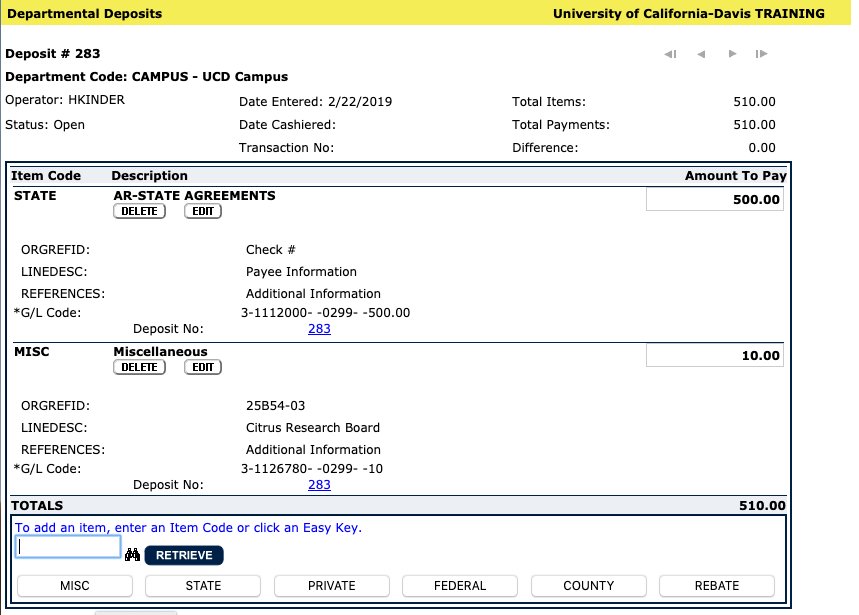 Departmental Deposits University of California-Davis TRAINING
Deposit # 283
Department Code: CAMPUS - UCD Campus
Operator: HKINDER Date Entered: 2/22/2019 Total Items: 510.00
Status: Open Date Cashiered: Total Payments: 510.00
Transaction No: Difference: 0.00
Item Code Description Amount To Pay
STATE AR-STATE AGREEMENTS 500.00
DELETE EDIT
ORGREFID: Check #
LINEDESC: Payee Information
REFERENCES: Additional Information
*G/L Code: 3-1112000- -0299- -500.00
Deposit No: 283
MISC Miscellaneous 10.00
DELETE EDIT
ORGREFID: 25B54-03
LINEDESC: Citrus Research Board
REFERENCES: Additional Information
*G/L Code: 3-1126780- -0299- -10
Deposit No: 283
TOTALS 510.00
To add an item, enter an Item Code or click an Easy Key.
RETRIEVE
MISC STATE PRIVATE FEDERAL COUNTY REBATE